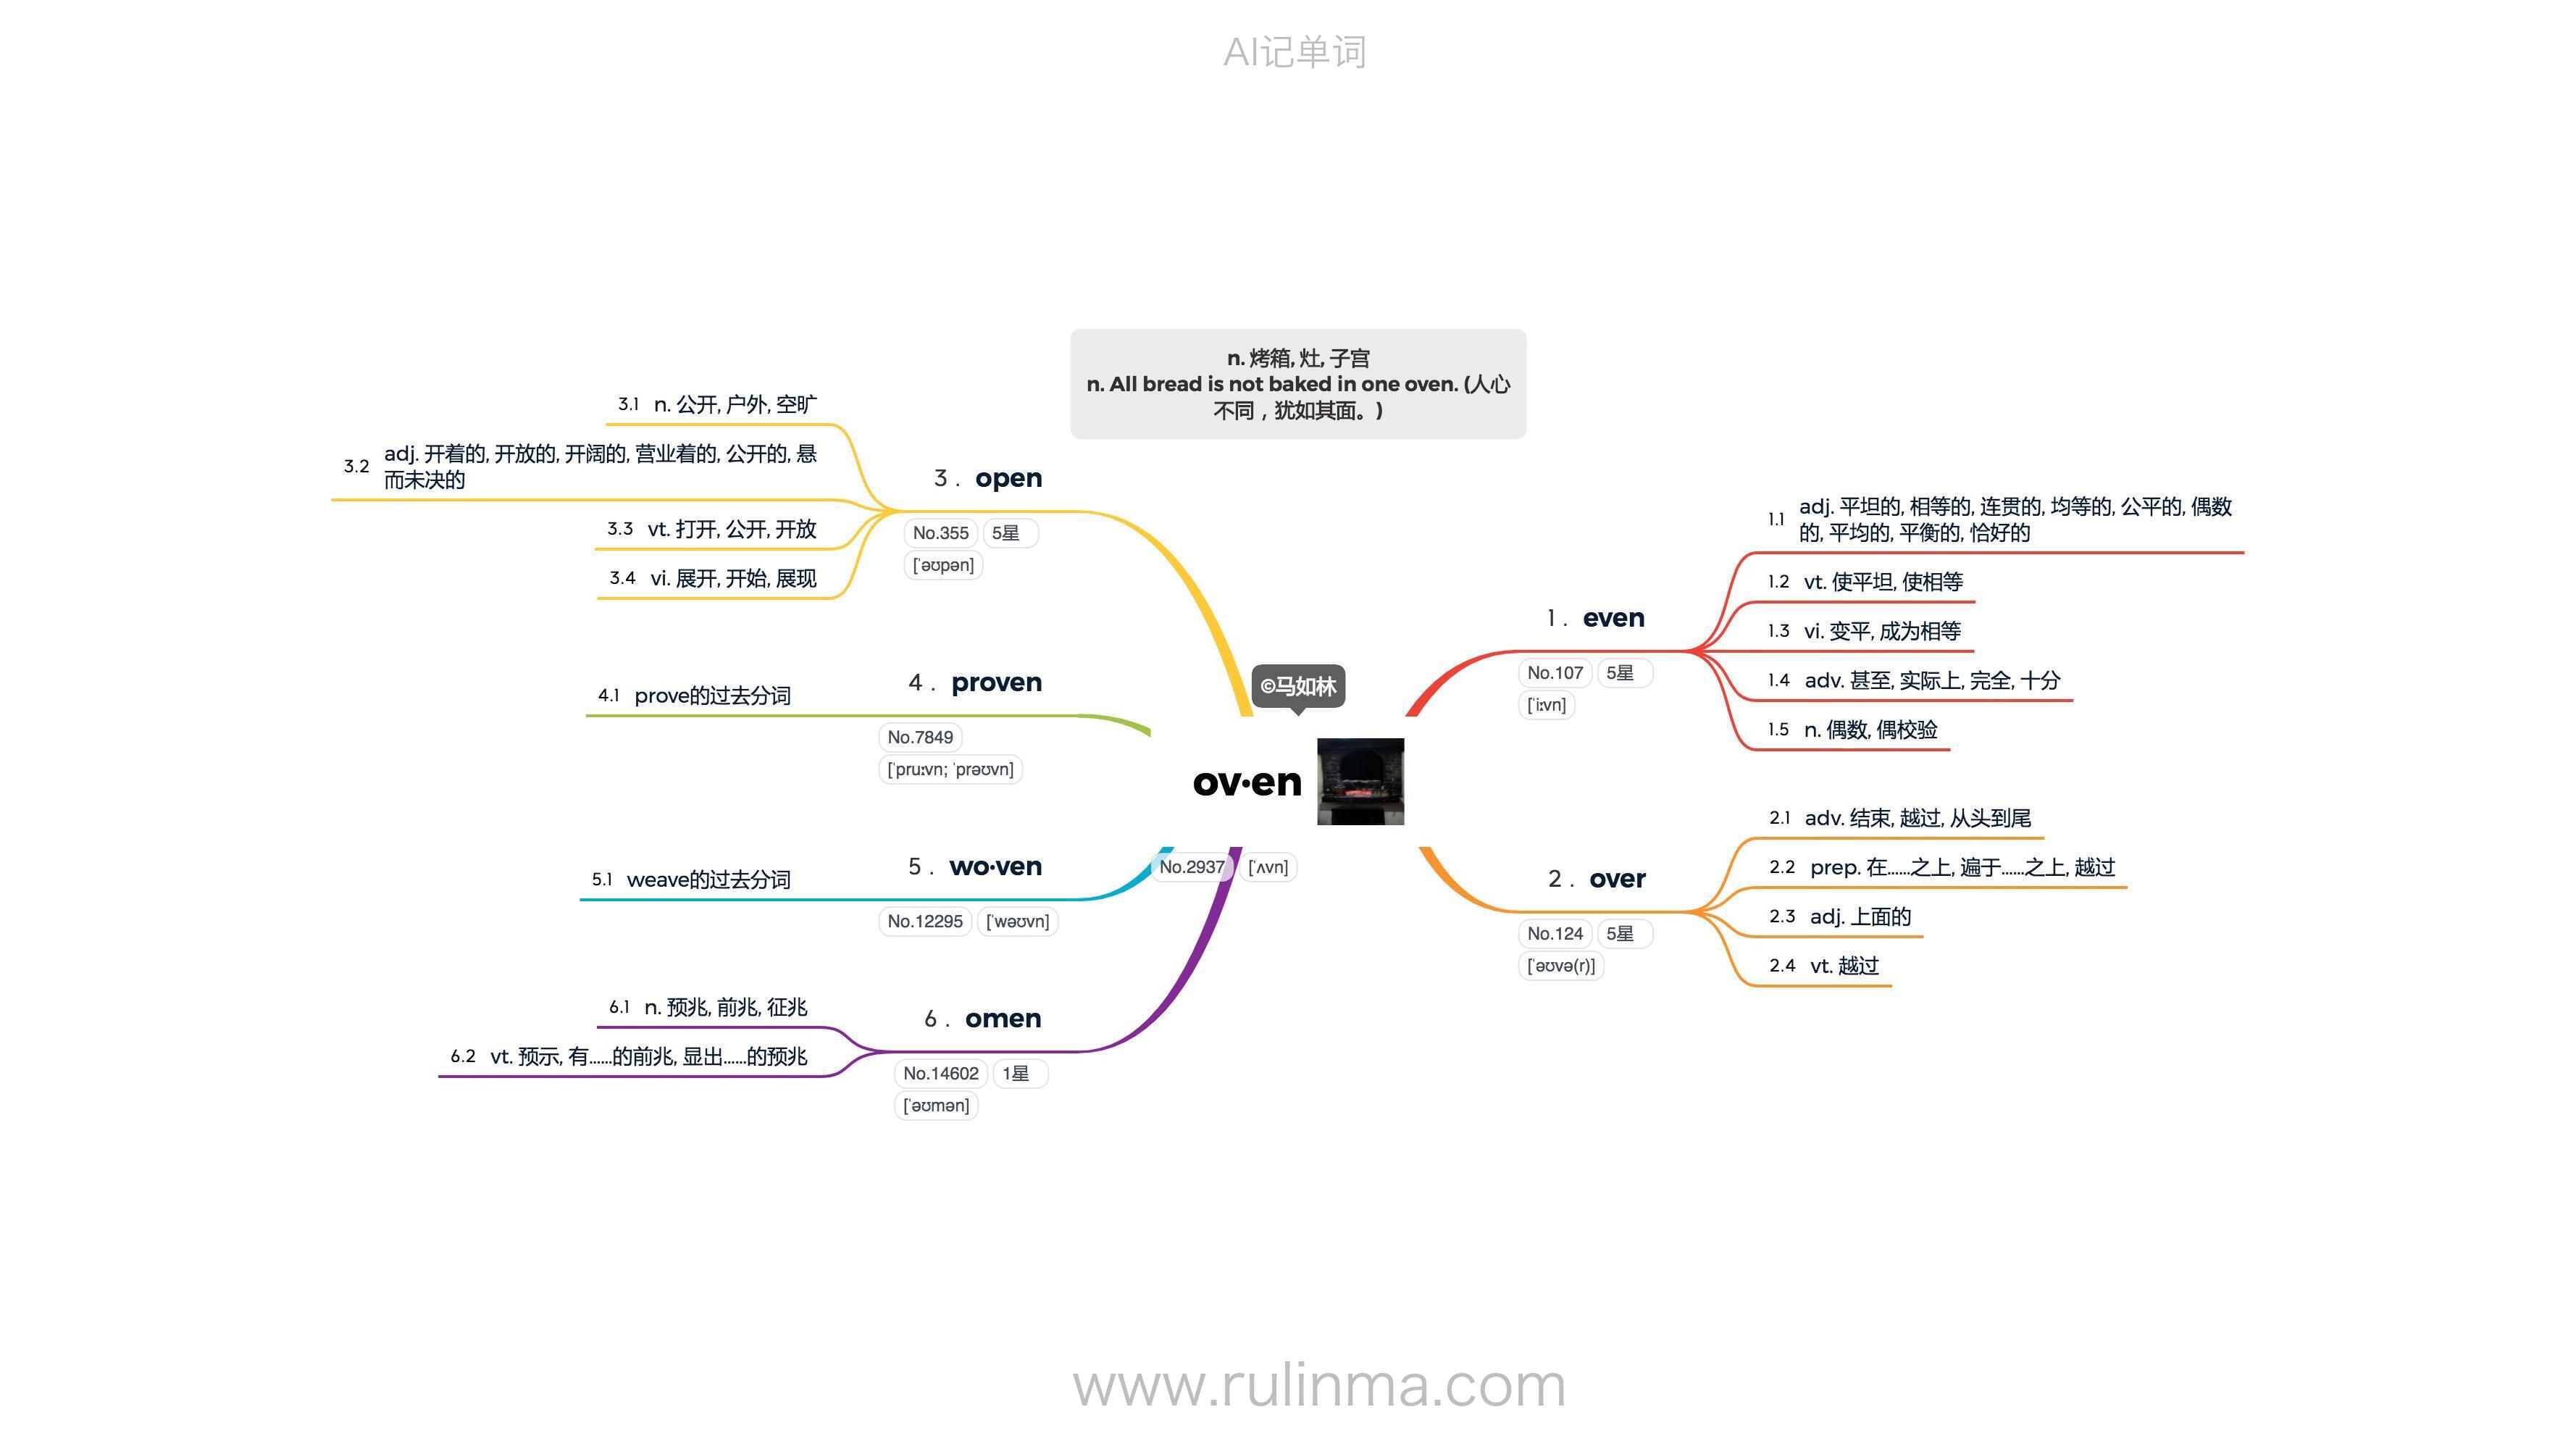 AI记单词
n. 烤箱, 灶, 子宫
n. All bread is not baked in one oven. (人心
不同，犹如其面。)
©马如林
ov·en
No.2937 [ˈʌvn]
1. even
No.107 5星
[ˈiːvn]
1.1 adj. 平坦的, 相等的, 连贯的, 均等的, 公平的, 偶数
的, 平均的, 平衡的, 恰好的
1.2 vt. 使平坦, 使相等
1.3 vi. 变平, 成为相等
1.4 adv. 甚至, 实际上, 完全, 十分
1.5 n. 偶数, 偶校验
2. over
No.124 5星
[ˈəʊvə(r)]
2.1 adv. 结束, 越过, 从头到尾
2.2 prep. 在......之上, 遍于......之上, 越过
2.3 adj. 上面的
2.4 vt. 越过
3. open
No.355 5星
[ˈəʊpən]
3.1 n. 公开, 户外, 空旷
3.2 adj. 开着的, 开放的, 开阔的, 营业着的, 公开的, 悬
而未决的
3.3 vt. 打开, 公开, 开放
3.4 vi. 展开, 开始, 展现
4. proven
No.7849
[ˈpruːvn; ˈprəʊvn]
4.1 prove的过去分词
5. wo·ven
No.12295 [ˈwəʊvn]
5.1 weave的过去分词
6. omen
No.14602 1星
[ˈəʊmən]
6.1 n. 预兆, 前兆, 征兆
6.2 vt. 预示, 有......的前兆, 显出......的预兆
www.rulinma.com